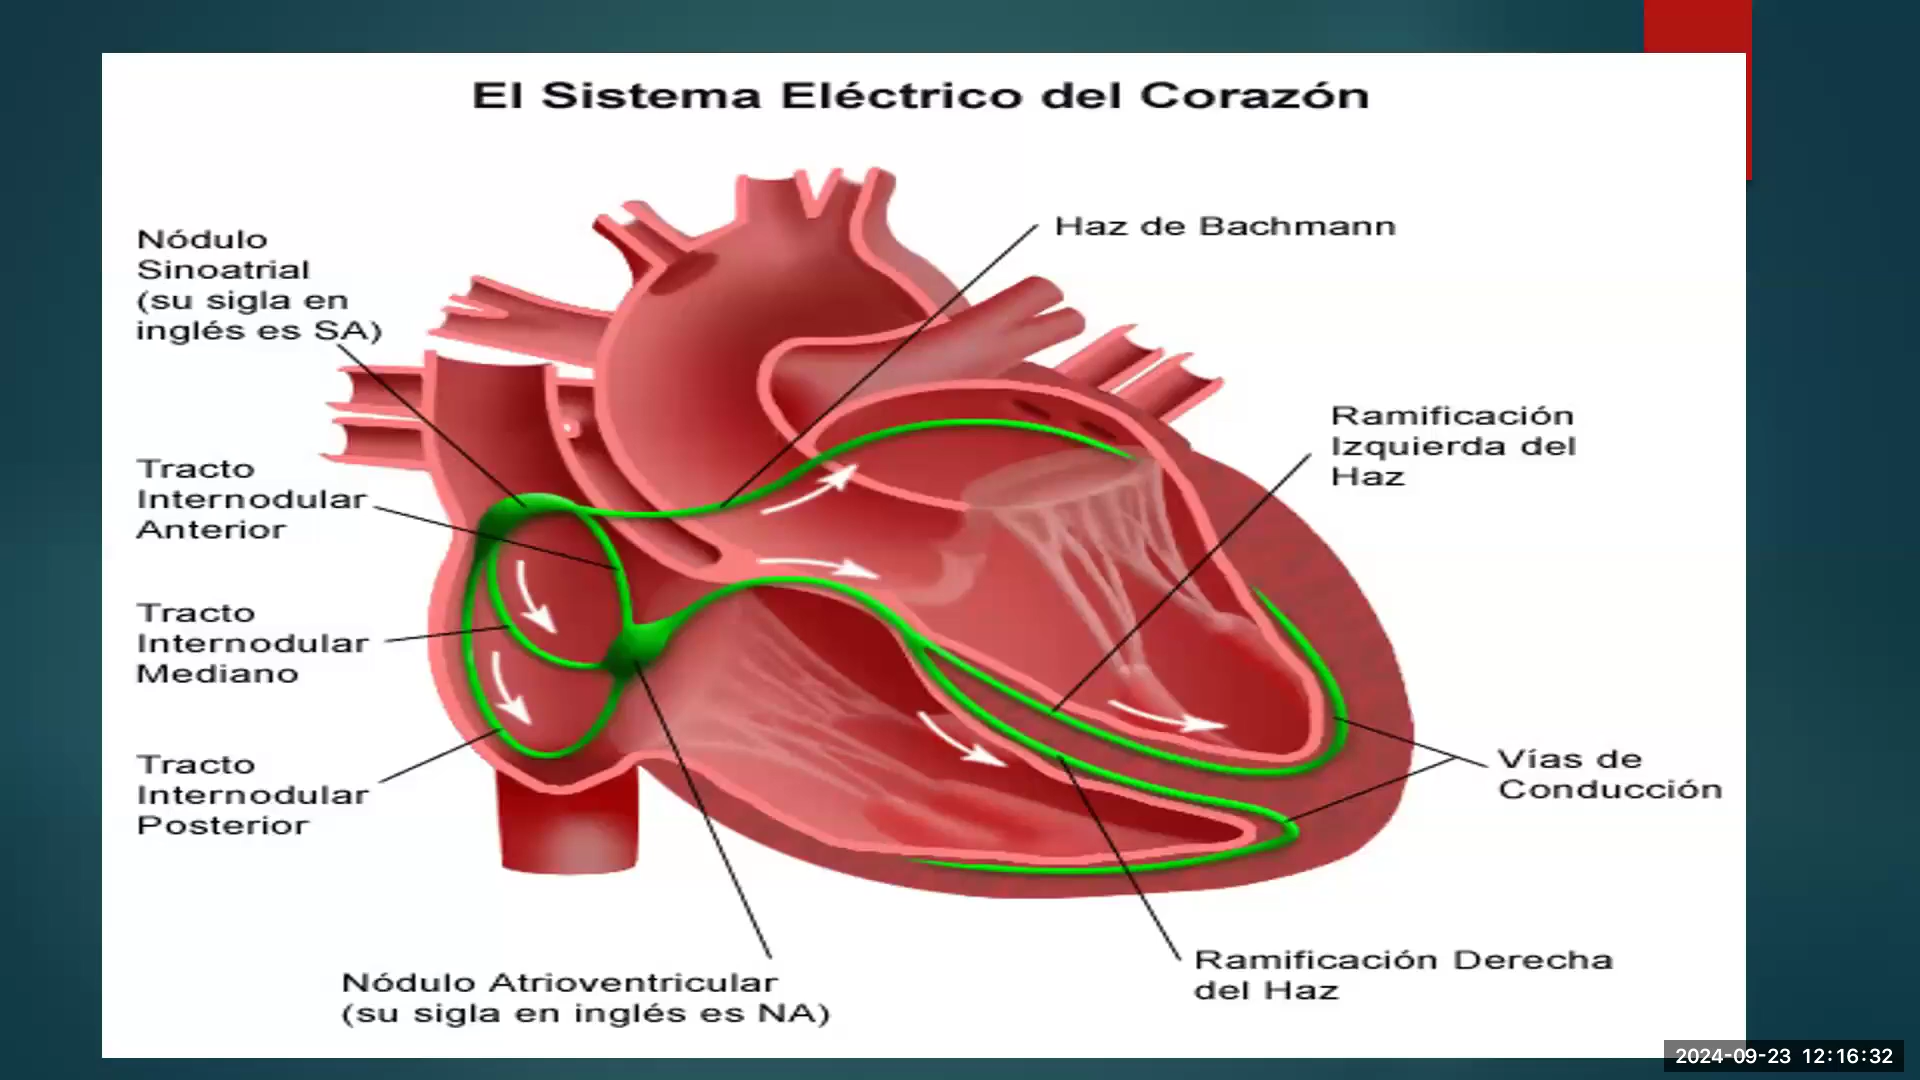 El Sistema Eléctrico del Corazón
Nódulo
Sinoatrial
(su sigla en
inglés es SA)
Haz de Bachmann
Ramificación
Izquierda del
Haz
Tracto
Internodular
Anterior
Tracto
Internodular
Mediano
Tracto
Internodular
Posterior
Vías de
Conducción
Nódulo Atrioventricular
(su sigla en inglés es NA)
Ramificación Derecha
del Haz
2024-09-23 12:16:32